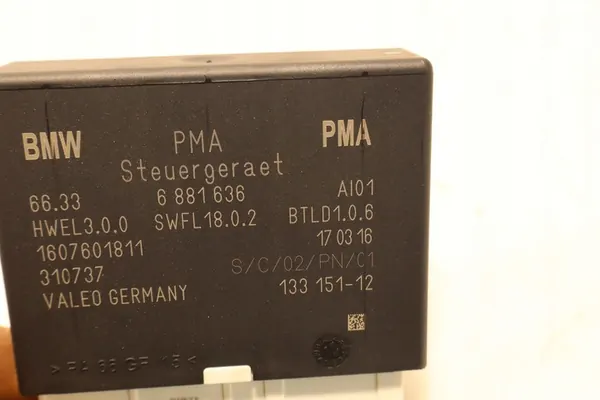 BMW PMA PMA
Steuergeraet
66.33 6 881 636 AI01
HWEL3.0.0 SWFL18.0.2 BTLD1.0.6
1607601811 17 03 16
310737 S/C/02/PN/C1
VALEO GERMANY 133 151-12